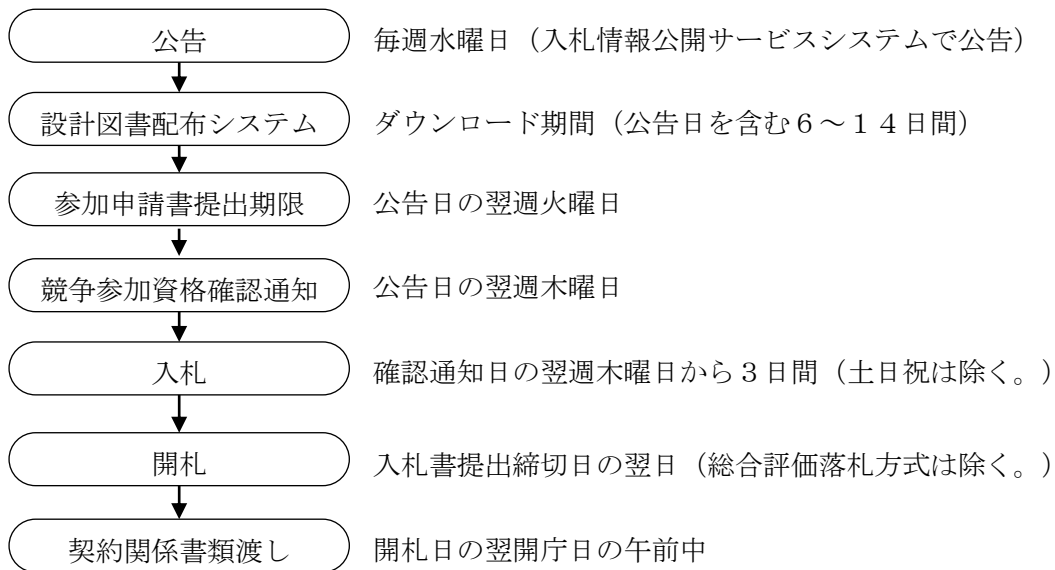 公告 毎週水曜日（入札情報公開サービスシステムで公告）
設計図書配布システム ダウンロード期間（公告日を含む６～１４日間）
参加申請書提出期限 公告日の翌週火曜日
競争参加資格確認通知 公告日の翌週木曜日
入札 確認通知日の翌週木曜日から３日間（土日祝は除く。）
開札 入札書提出締切日の翌日（総合評価落札方式は除く。）
契約関係書類渡し 開札日の翌開庁日の午前中